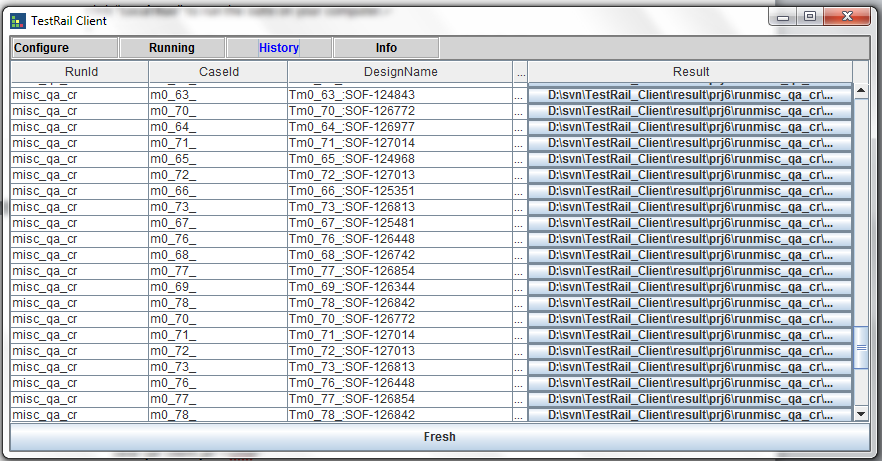 TestRail Client
Configure Running History Info
RunId CaseId DesignName ... Result
misc_qa_cr m0_63_ Tm0_63_:SOF-124843 ... D:\svn\TestRail_Client\result\prj6\runmisc_qa_cr\...
misc_qa_cr m0_70_ Tm0_70_:SOF-126772 ... D:\svn\TestRail_Client\result\prj6\runmisc_qa_cr\...
misc_qa_cr m0_64_ Tm0_64_:SOF-126977 ... D:\svn\TestRail_Client\result\prj6\runmisc_qa_cr\...
misc_qa_cr m0_71_ Tm0_71_:SOF-127014 ... D:\svn\TestRail_Client\result\prj6\runmisc_qa_cr\...
misc_qa_cr m0_65_ Tm0_65_:SOF-124968 ... D:\svn\TestRail_Client\result\prj6\runmisc_qa_cr\...
misc_qa_cr m0_72_ Tm0_72_:SOF-127013 ... D:\svn\TestRail_Client\result\prj6\runmisc_qa_cr\...
misc_qa_cr m0_66_ Tm0_66_:SOF-125351 ... D:\svn\TestRail_Client\result\prj6\runmisc_qa_cr\...
misc_qa_cr m0_73_ Tm0_73_:SOF-126813 ... D:\svn\TestRail_Client\result\prj6\runmisc_qa_cr\...
misc_qa_cr m0_67_ Tm0_67_:SOF-125481 ... D:\svn\TestRail_Client\result\prj6\runmisc_qa_cr\...
misc_qa_cr m0_76_ Tm0_76_:SOF-126448 ... D:\svn\TestRail_Client\result\prj6\runmisc_qa_cr\...
misc_qa_cr m0_68_ Tm0_68_:SOF-126742 ... D:\svn\TestRail_Client\result\prj6\runmisc_qa_cr\...
misc_qa_cr m0_77_ Tm0_77_:SOF-126854 ... D:\svn\TestRail_Client\result\prj6\runmisc_qa_cr\...
misc_qa_cr m0_69_ Tm0_69_:SOF-126344 ... D:\svn\TestRail_Client\result\prj6\runmisc_qa_cr\...
misc_qa_cr m0_78_ Tm0_78_:SOF-126842 ... D:\svn\TestRail_Client\result\prj6\runmisc_qa_cr\...
misc_qa_cr m0_70_ Tm0_70_:SOF-126772 ... D:\svn\TestRail_Client\result\prj6\runmisc_qa_cr\...
misc_qa_cr m0_71_ Tm0_71_:SOF-127014 ... D:\svn\TestRail_Client\result\prj6\runmisc_qa_cr\...
misc_qa_cr m0_72_ Tm0_72_:SOF-127013 ... D:\svn\TestRail_Client\result\prj6\runmisc_qa_cr\...
misc_qa_cr m0_73_ Tm0_73_:SOF-126813 ... D:\svn\TestRail_Client\result\prj6\runmisc_qa_cr\...
misc_qa_cr m0_76_ Tm0_76_:SOF-126448 ... D:\svn\TestRail_Client\result\prj6\runmisc_qa_cr\...
misc_qa_cr m0_77_ Tm0_77_:SOF-126854 ... D:\svn\TestRail_Client\result\prj6\runmisc_qa_cr\...
misc_qa_cr m0_78_ Tm0_78_:SOF-126842 ... D:\svn\TestRail_Client\result\prj6\runmisc_qa_cr\...
Fresh